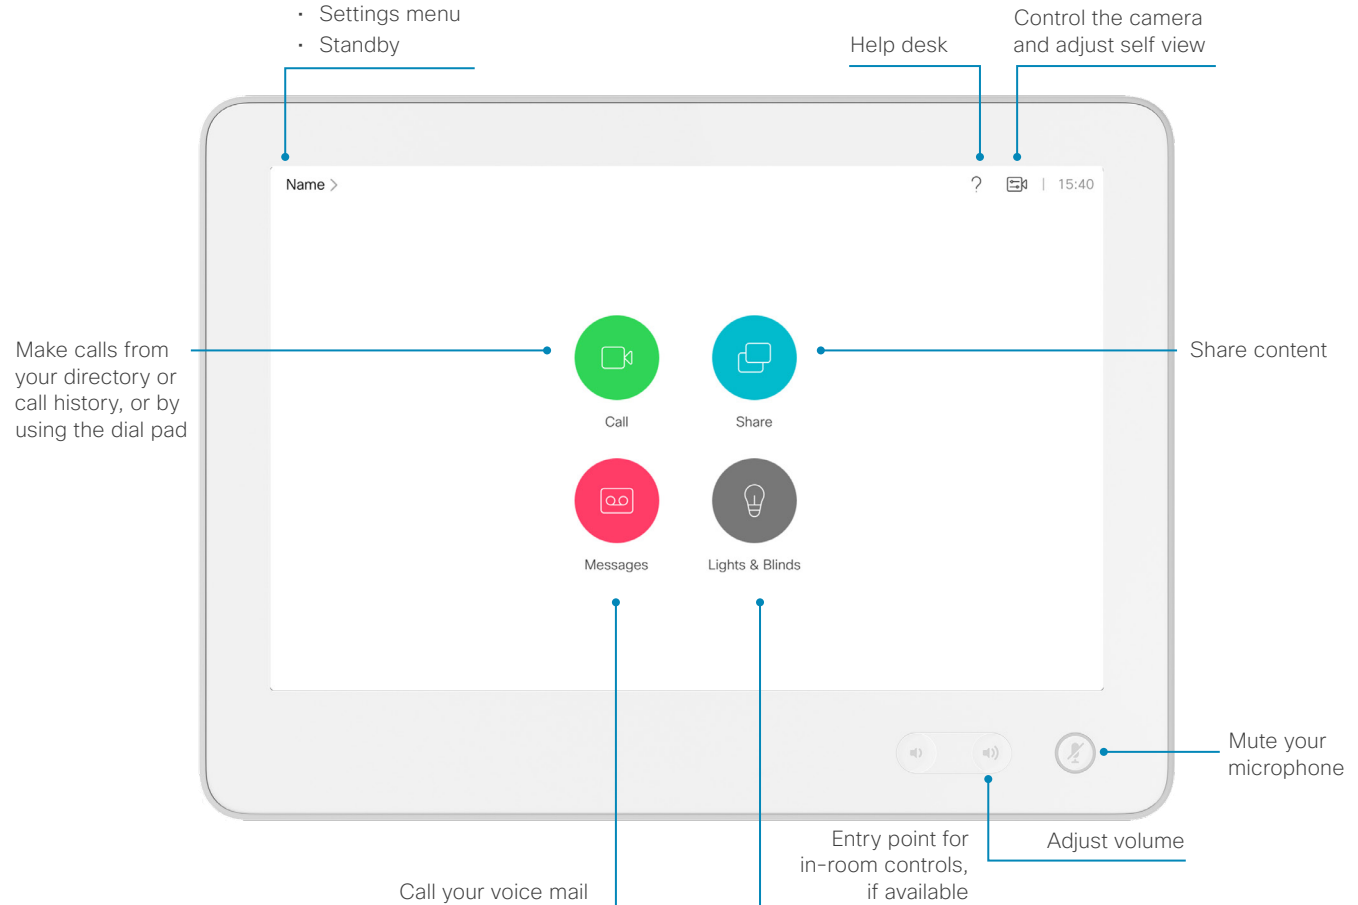 · Settings menu
· Standby
Help desk
Control the camera
and adjust self view
Name >
?
15:40
Make calls from
your directory or
call history, or by
using the dial pad
Share content
Call
Share
Messages
Lights & Blinds
Mute your
microphone
Entry point for
in-room controls,
if available
Adjust volume
Call your voice mail